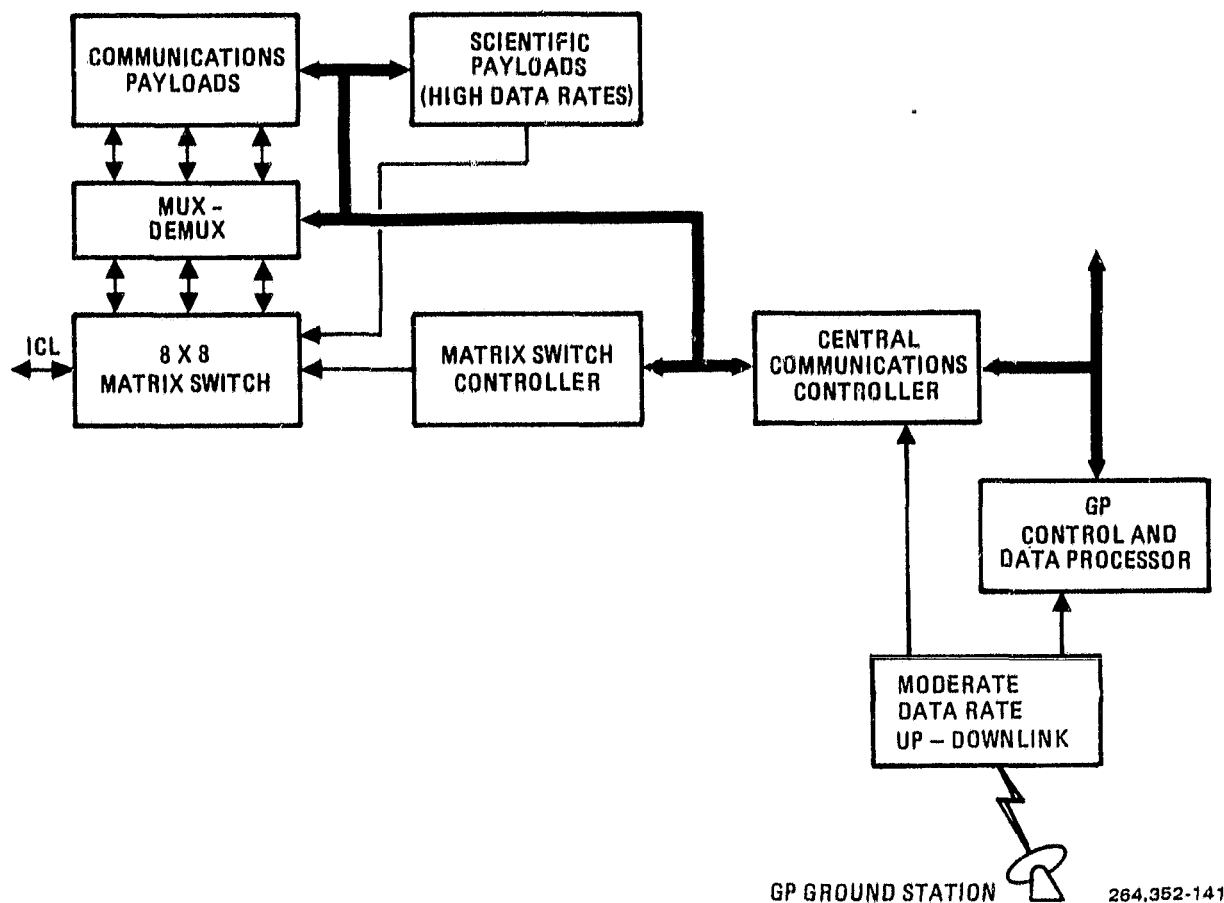 COMMUNICATIONS
PAYLOADS
SCIENTIFIC
PAYLOADS
(HIGH DATA RATES)
MUX –
DEMUX
ICL
8 X 8
MATRIX SWITCH
MATRIX SWITCH
CONTROLLER
CENTRAL
COMMUNICATIONS
CONTROLLER
GP
CONTROL AND
DATA PROCESSOR
MODERATE
DATA RATE
UP – DOWNLINK
GP GROUND STATION
264,352-141